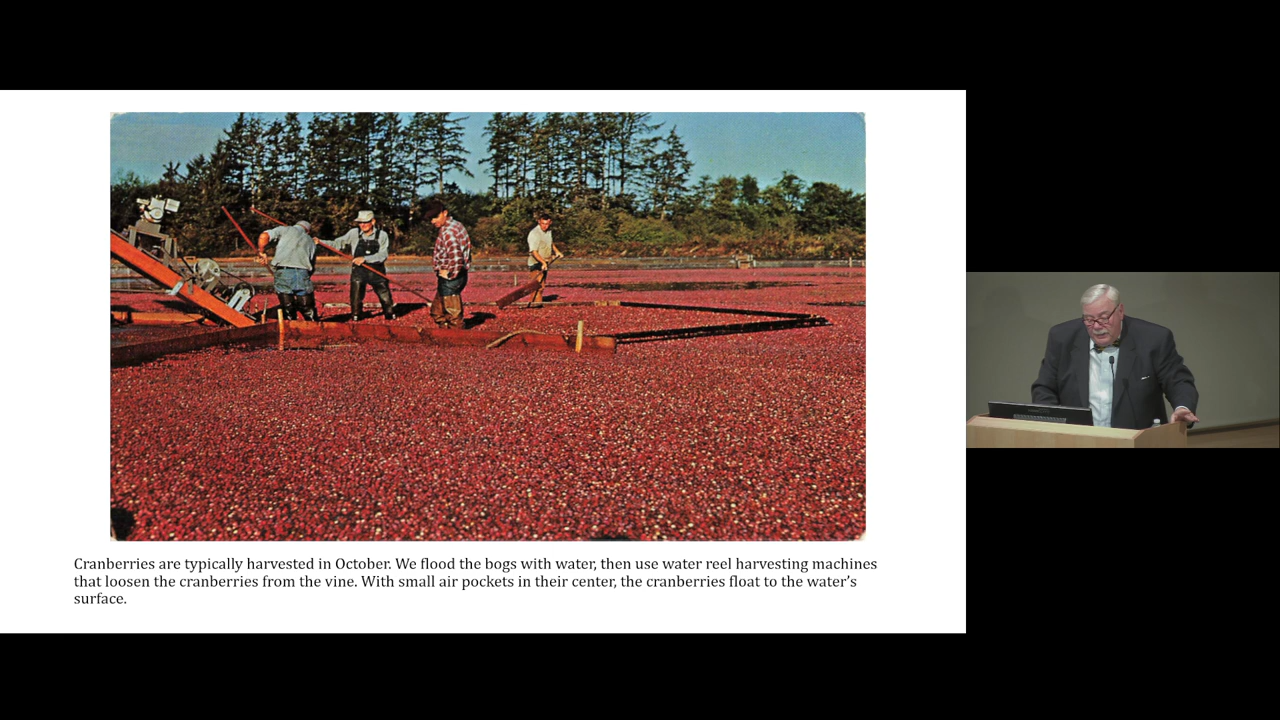 Cranberries are typically harvested in October. We flood the bogs with water, then use water reel harvesting machines
that loosen the cranberries from the vine. With small air pockets in their center, the cranberries float to the water’s
surface.